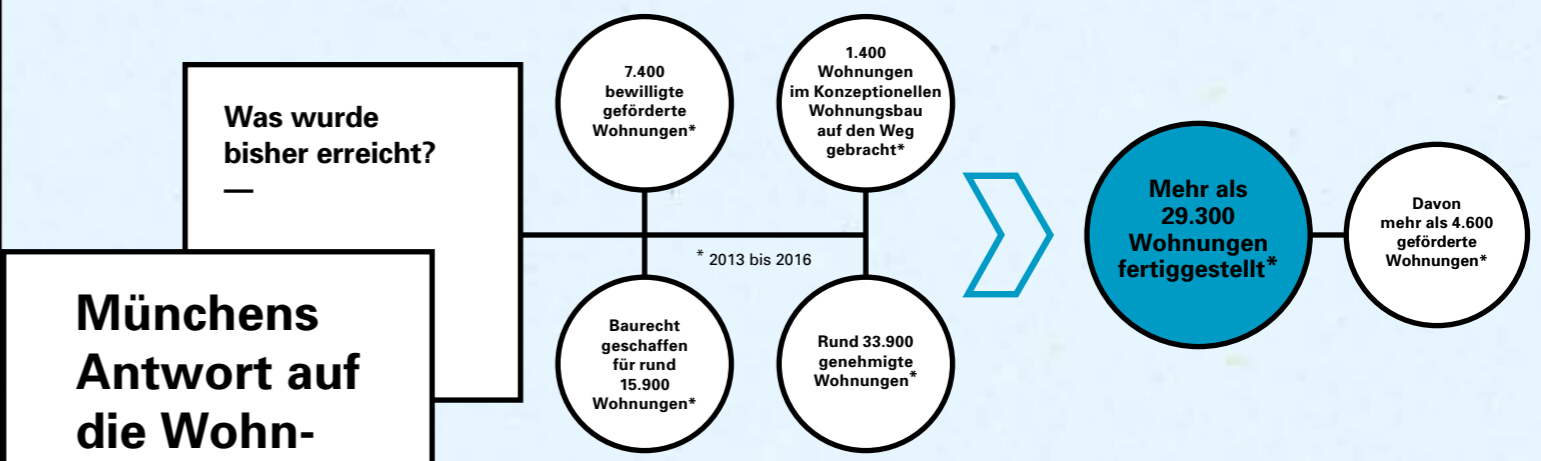 Was wurde
bisher erreicht?
—
Münchens
Antwort auf
die Wohn-
7.400
bewilligte
geförderte
Wohnungen*
1.400
Wohnungen
im Konzeptionellen
Wohnungsbau
auf den Weg
gebracht*
* 2013 bis 2016
Baurecht
geschaffen
für rund
15.900
Wohnungen*
Rund 33.900
genehmigte
Wohnungen*
Mehr als
29.300
Wohnungen
fertiggestellt*
Davon
mehr als 4.600
geförderte
Wohnungen*